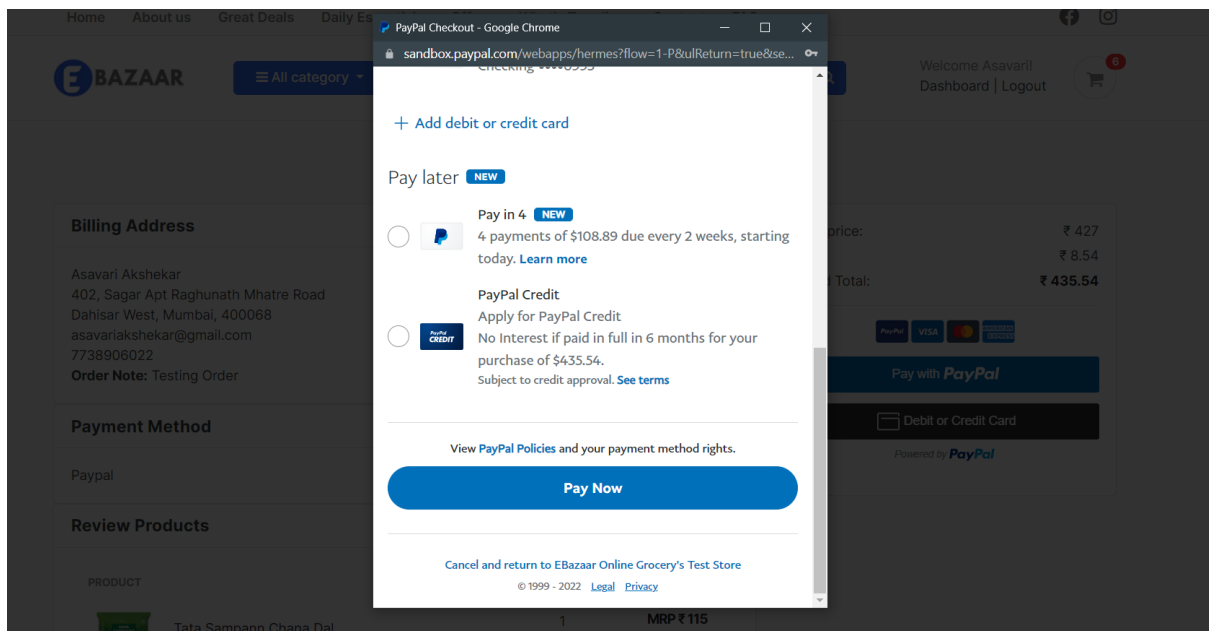 Home About us Great Deals Daily Es
PayPal Checkout - Google Chrome
sandbox.paypal.com/webapps/hermes?flow=1-P&ulReturn=true&se...
E BAZAAR
All category
Welcome Asavari!
Dashboard | Logout
6
Checking
+ Add debit or credit card
Pay later NEW
Pay in 4 NEW
4 payments of $108.89 due every 2 weeks, starting
today. Learn more
PayPal Credit
PayPal
CREDIT
Apply for PayPal Credit
No Interest if paid in full in 6 months for your
purchase of $435.54.
Subject to credit approval. See terms
View PayPal Policies and your payment method rights.
Pay Now
Cancel and return to EBazaar Online Grocery's Test Store
© 1999 - 2022 Legal Privacy
Billing Address
Asavari Akshekar
402, Sagar Apt Raghunath Mhatre Road
Dahisar West, Mumbai, 400068
asavariakshekar@gmail.com
7738906022
Order Note: Testing Order
Payment Method
Paypal
Review Products
PRODUCT
Tata Sampann Chana Dal
1
MRP ₹ 115
price: ₹ 427
₹ 8.54
Total: ₹ 435.54
PayPal VISA
Pay with PayPal
Debit or Credit Card
Powered by PayPal